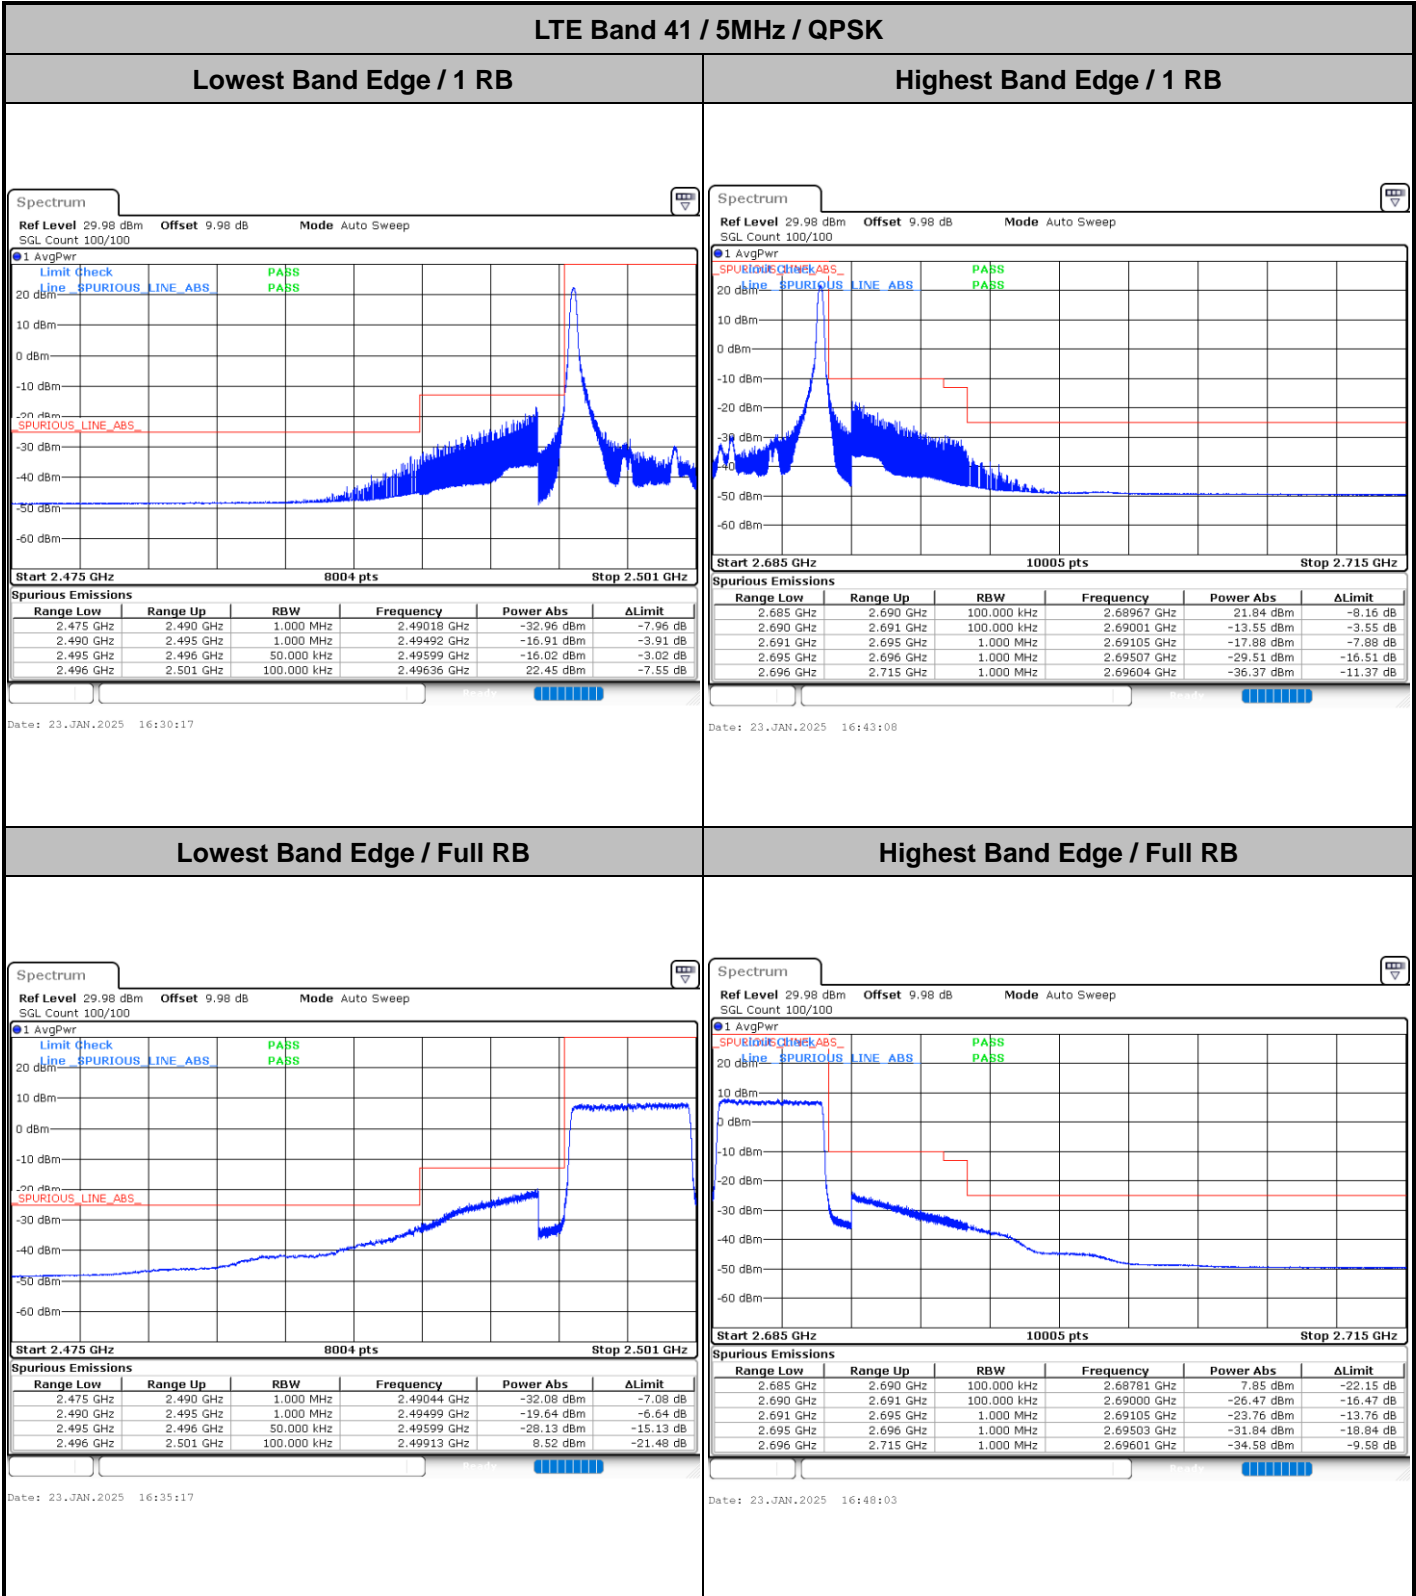 LTE Band 41 / 5MHz / QPSK
Lowest Band Edge / 1 RB
Highest Band Edge / 1 RB
Spectrum
Ref Level 29.98 dBm Offset 9.98 dB Mode Auto Sweep
SGL Count 100/100
1 AvgPwr
Limit Check PASS
Line _SPURIOUS_LINE_ABS_ PASS
20 dBm
10 dBm
0 dBm
-10 dBm
-20 dBm
_SPURIOUS_LINE_ABS_
-30 dBm
-40 dBm
-50 dBm
-60 dBm
Start 2.475 GHz 8004 pts Stop 2.501 GHz
Spurious Emissions
Range Low Range Up RBW Frequency Power Abs ΔLimit
2.475 GHz 2.490 GHz 1.000 MHz 2.49018 GHz -32.96 dBm -7.96 dB
2.490 GHz 2.495 GHz 1.000 MHz 2.49492 GHz -16.91 dBm -3.91 dB
2.495 GHz 2.496 GHz 50.000 kHz 2.49599 GHz -16.02 dBm -3.02 dB
2.496 GHz 2.501 GHz 100.000 kHz 2.49636 GHz 22.45 dBm -7.55 dB
Ready
Date: 23.JAN.2025 16:30:17
Spectrum
Ref Level 29.98 dBm Offset 9.98 dB Mode Auto Sweep
SGL Count 100/100
1 AvgPwr
_SPURIOUS_LINE_ABS_
Limit Check PASS
Line _SPURIOUS_LINE_ABS_ PASS
20 dBm
10 dBm
0 dBm
-10 dBm
-20 dBm
-30 dBm
-40
-50 dBm
-60 dBm
Start 2.685 GHz 10005 pts Stop 2.715 GHz
Spurious Emissions
Range Low Range Up RBW Frequency Power Abs ΔLimit
2.685 GHz 2.690 GHz 100.000 kHz 2.68967 GHz 21.84 dBm -8.16 dB
2.690 GHz 2.691 GHz 100.000 kHz 2.69001 GHz -13.55 dBm -3.55 dB
2.691 GHz 2.695 GHz 1.000 MHz 2.69105 GHz -17.88 dBm -7.88 dB
2.695 GHz 2.696 GHz 1.000 MHz 2.69507 GHz -29.51 dBm -16.51 dB
2.696 GHz 2.715 GHz 1.000 MHz 2.69604 GHz -36.37 dBm -11.37 dB
Ready
Date: 23.JAN.2025 16:43:08
Lowest Band Edge / Full RB
Highest Band Edge / Full RB
Spectrum
Ref Level 29.98 dBm Offset 9.98 dB Mode Auto Sweep
SGL Count 100/100
1 AvgPwr
Limit Check PASS
Line _SPURIOUS_LINE_ABS_ PASS
20 dBm
10 dBm
0 dBm
-10 dBm
-20 dBm
_SPURIOUS_LINE_ABS_
-30 dBm
-40 dBm
-50 dBm
-60 dBm
Start 2.475 GHz 8004 pts Stop 2.501 GHz
Spurious Emissions
Range Low Range Up RBW Frequency Power Abs ΔLimit
2.475 GHz 2.490 GHz 1.000 MHz 2.49044 GHz -32.08 dBm -7.08 dB
2.490 GHz 2.495 GHz 1.000 MHz 2.49499 GHz -19.64 dBm -6.64 dB
2.495 GHz 2.496 GHz 50.000 kHz 2.49599 GHz -28.13 dBm -15.13 dB
2.496 GHz 2.501 GHz 100.000 kHz 2.49913 GHz 8.52 dBm -21.48 dB
Ready
Date: 23.JAN.2025 16:35:17
Spectrum
Ref Level 29.98 dBm Offset 9.98 dB Mode Auto Sweep
SGL Count 100/100
1 AvgPwr
_SPURIOUS_LINE_ABS_
Limit Check PASS
Line _SPURIOUS_LINE_ABS_ PASS
20 dBm
10 dBm
0 dBm
-10 dBm
-20 dBm
-30 dBm
-40 dBm
-50 dBm
-60 dBm
Start 2.685 GHz 10005 pts Stop 2.715 GHz
Spurious Emissions
Range Low Range Up RBW Frequency Power Abs ΔLimit
2.685 GHz 2.690 GHz 100.000 kHz 2.68781 GHz 7.85 dBm -22.15 dB
2.690 GHz 2.691 GHz 100.000 kHz 2.69000 GHz -26.47 dBm -16.47 dB
2.691 GHz 2.695 GHz 1.000 MHz 2.69105 GHz -23.76 dBm -13.76 dB
2.695 GHz 2.696 GHz 1.000 MHz 2.69503 GHz -31.84 dBm -18.84 dB
2.696 GHz 2.715 GHz 1.000 MHz 2.69601 GHz -34.58 dBm -9.58 dB
Ready
Date: 23.JAN.2025 16:48:03